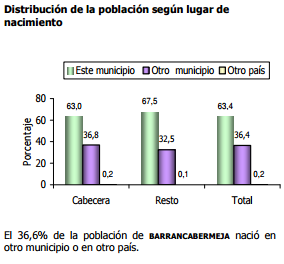 Distribución de la población según lugar de
nacimiento
Este municipio Otro municipio Otro país
Porcentaje
80
60
40
20
0
63,0
36,8
0,2
67,5
32,5
0,1
63,4
36,4
0,2
Cabecera Resto Total
El 36,6% de la población de BARRANCABERMEJA nació en
otro municipio o en otro país.